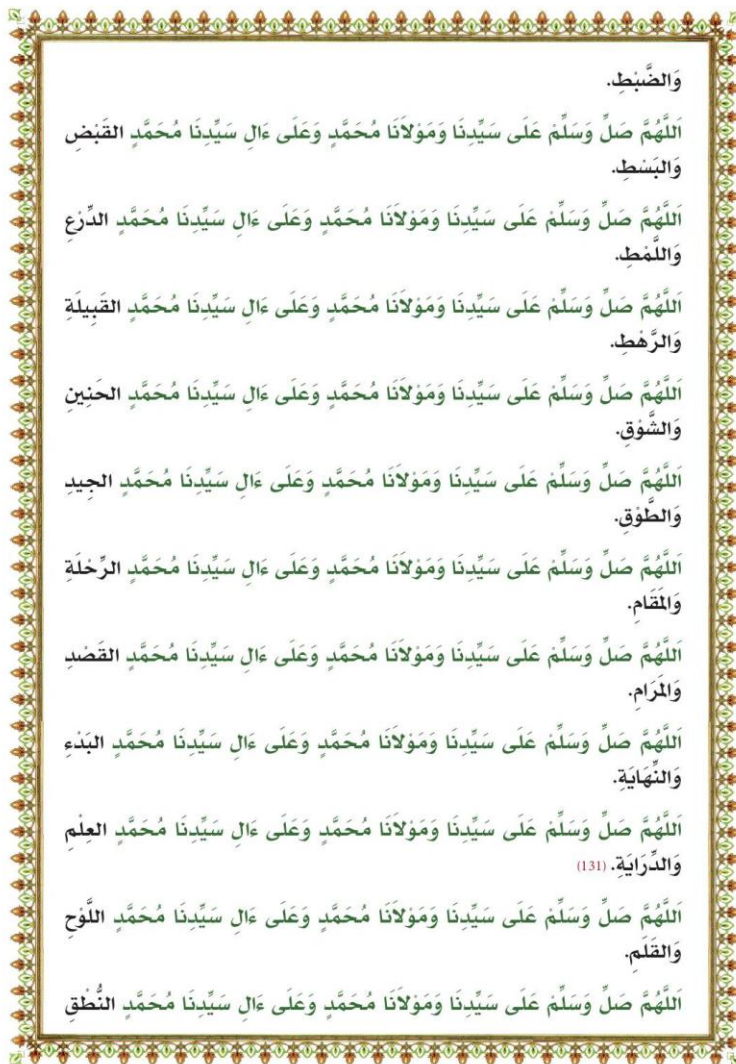 وَالضَّبْطِ.
اَللَّهُمَّ صَلِّ وَسَلِّمْ عَلَى سَيِّدِنَا وَمَوْلَانَا مُحَمَّدٍ وَعَلَى ءَالِ سَيِّدِنَا مُحَمَّدٍ القَبْضِ
وَالبَسْطِ.
اَللَّهُمَّ صَلِّ وَسَلِّمْ عَلَى سَيِّدِنَا وَمَوْلَانَا مُحَمَّدٍ وَعَلَى ءَالِ سَيِّدِنَا مُحَمَّدٍ الدِّرْعِ
وَاللَّمْطِ.
اَللَّهُمَّ صَلِّ وَسَلِّمْ عَلَى سَيِّدِنَا وَمَوْلَانَا مُحَمَّدٍ وَعَلَى ءَالِ سَيِّدِنَا مُحَمَّدٍ القَبِيلَةِ
وَالرَّهْطِ.
اَللَّهُمَّ صَلِّ وَسَلِّمْ عَلَى سَيِّدِنَا وَمَوْلَانَا مُحَمَّدٍ وَعَلَى ءَالِ سَيِّدِنَا مُحَمَّدٍ الحَنِينِ
وَالشَّوْقِ.
اَللَّهُمَّ صَلِّ وَسَلِّمْ عَلَى سَيِّدِنَا وَمَوْلَانَا مُحَمَّدٍ وَعَلَى ءَالِ سَيِّدِنَا مُحَمَّدٍ الجِيدِ
وَالطَّوْقِ.
اَللَّهُمَّ صَلِّ وَسَلِّمْ عَلَى سَيِّدِنَا وَمَوْلَانَا مُحَمَّدٍ وَعَلَى ءَالِ سَيِّدِنَا مُحَمَّدٍ الرِّحْلَةِ
وَالمَقَامِ.
اَللَّهُمَّ صَلِّ وَسَلِّمْ عَلَى سَيِّدِنَا وَمَوْلَانَا مُحَمَّدٍ وَعَلَى ءَالِ سَيِّدِنَا مُحَمَّدٍ القَصْدِ
وَالمَرَامِ.
اَللَّهُمَّ صَلِّ وَسَلِّمْ عَلَى سَيِّدِنَا وَمَوْلَانَا مُحَمَّدٍ وَعَلَى ءَالِ سَيِّدِنَا مُحَمَّدٍ البَدْءِ
وَالنِّهَايَةِ.
اَللَّهُمَّ صَلِّ وَسَلِّمْ عَلَى سَيِّدِنَا وَمَوْلَانَا مُحَمَّدٍ وَعَلَى ءَالِ سَيِّدِنَا مُحَمَّدٍ العِلْمِ
وَالدِّرَايَةِ. (131)
اَللَّهُمَّ صَلِّ وَسَلِّمْ عَلَى سَيِّدِنَا وَمَوْلَانَا مُحَمَّدٍ وَعَلَى ءَالِ سَيِّدِنَا مُحَمَّدٍ اللَّوْحِ
وَالقَلَمِ.
اَللَّهُمَّ صَلِّ وَسَلِّمْ عَلَى سَيِّدِنَا وَمَوْلَانَا مُحَمَّدٍ وَعَلَى ءَالِ سَيِّدِنَا مُحَمَّدٍ النُّطْقِ